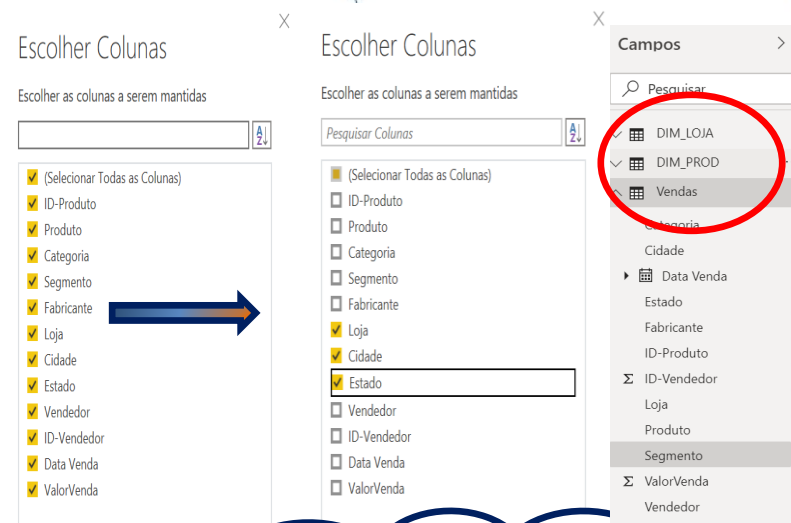 Escolher Colunas
Escolher as colunas a serem mantidas
(Selecionar Todas as Colunas)
ID-Produto
Produto
Categoria
Segmento
Fabricante
Loja
Cidade
Estado
Vendedor
ID-Vendedor
Data Venda
ValorVenda
Escolher Colunas
Escolher as colunas a serem mantidas
Pesquisar Colunas
(Selecionar Todas as Colunas)
ID-Produto
Produto
Categoria
Segmento
Fabricante
Loja
Cidade
Estado
Vendedor
ID-Vendedor
Data Venda
ValorVenda
Campos
Pesquisar
DIM_LOJA
DIM_PROD
Vendas
Categoria
Cidade
Data Venda
Estado
Fabricante
ID-Produto
Σ ID-Vendedor
Loja
Produto
Segmento
Σ ValorVenda
Vendedor